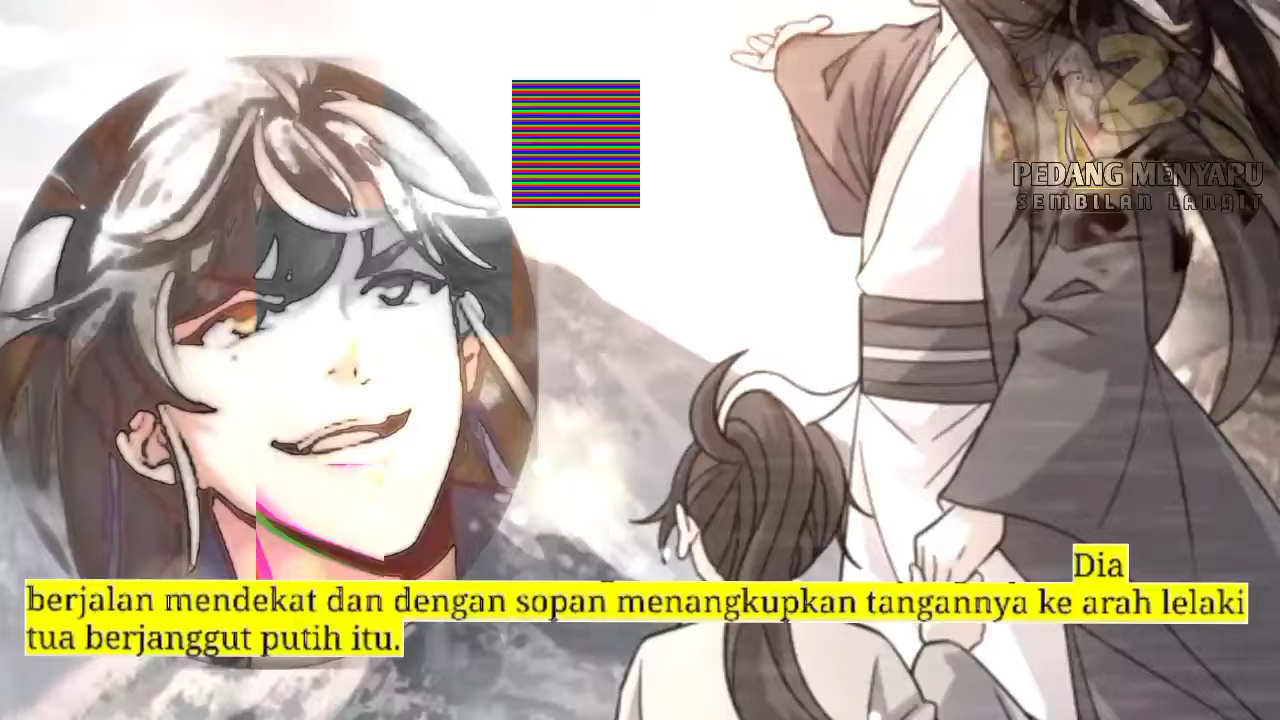 2
PEDANG MENYAPU
SEMBILAN LANGIT
Dia
berjalan mendekat dan dengan sopan menangkupkan tangannya ke arah lelaki
tua berjanggut putih itu.